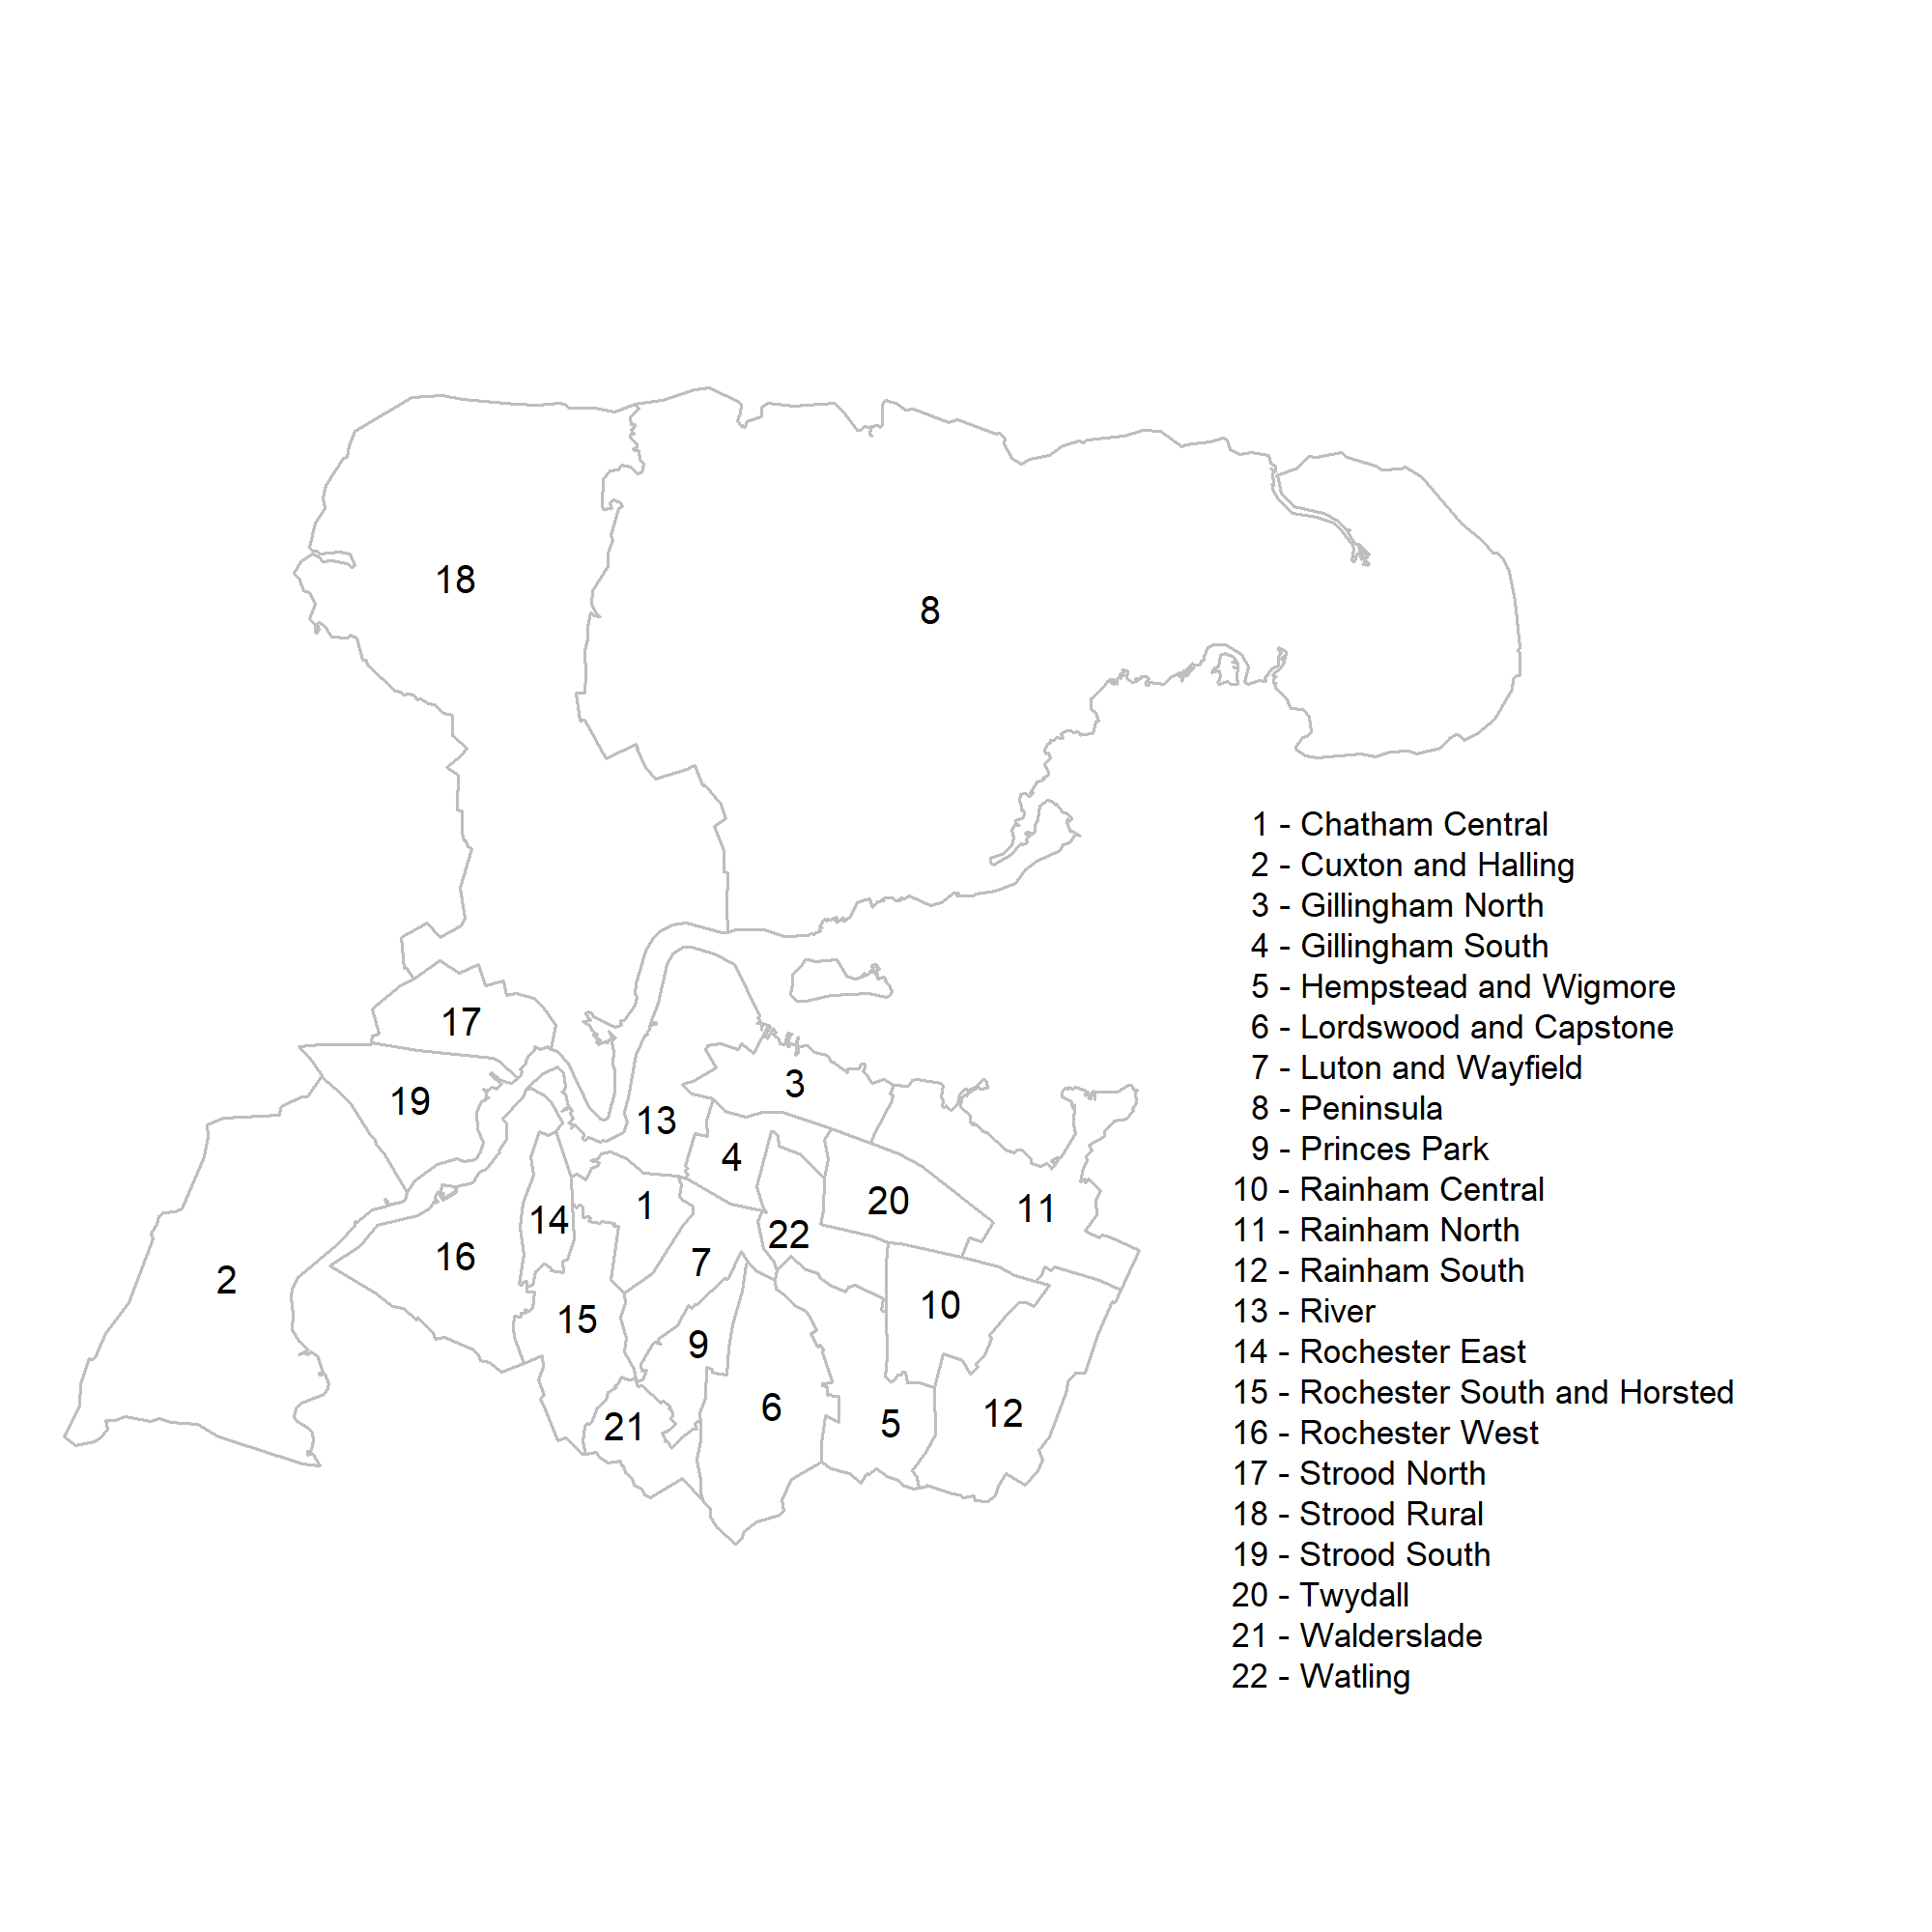 18
8
17
19
3
13
4
20
11
1
14
22
16
7
2
10
15
9
6
5
12
21
1 - Chatham Central
2 - Cuxton and Halling
3 - Gillingham North
4 - Gillingham South
5 - Hempstead and Wigmore
6 - Lordswood and Capstone
7 - Luton and Wayfield
8 - Peninsula
9 - Princes Park
10 - Rainham Central
11 - Rainham North
12 - Rainham South
13 - River
14 - Rochester East
15 - Rochester South and Horsted
16 - Rochester West
17 - Strood North
18 - Strood Rural
19 - Strood South
20 - Twydall
21 - Walderslade
22 - Watling